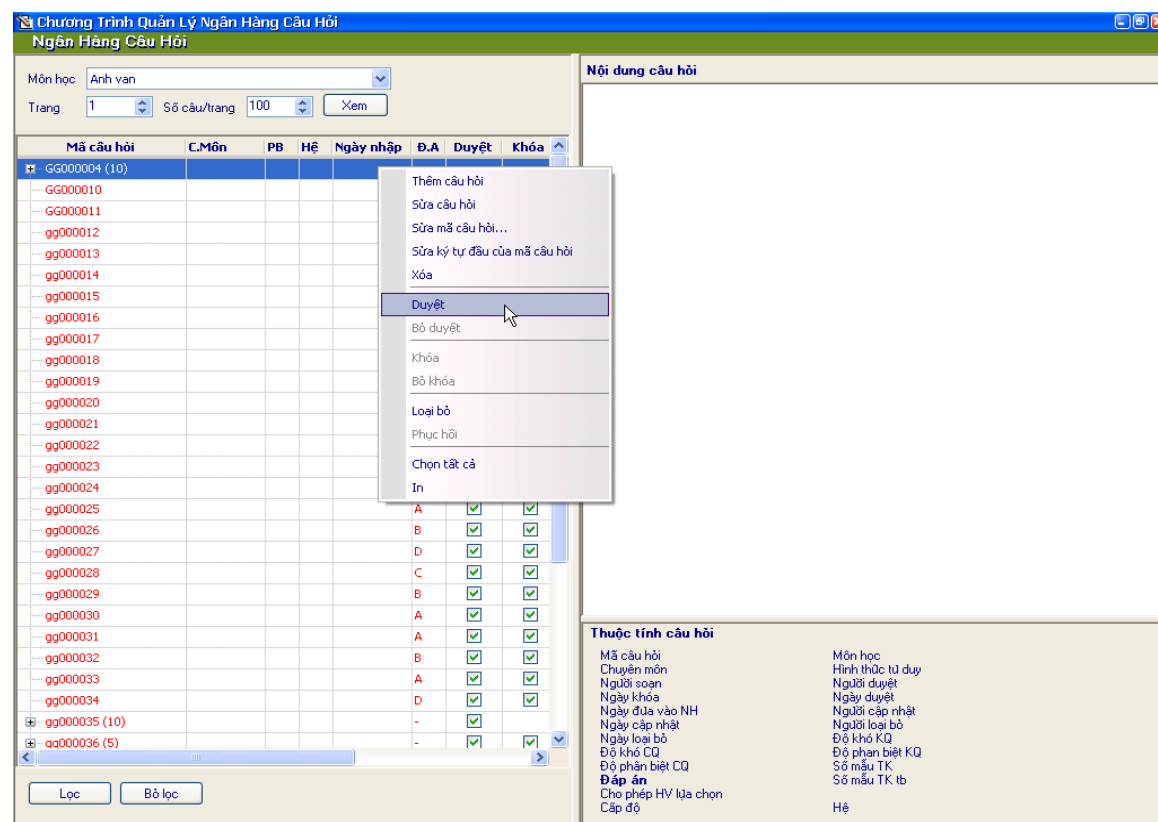 Chương Trình Quản Lý Ngân Hàng Câu Hỏi
Ngân Hàng Câu Hỏi
Môn học Anh van
Trang 1 Số câu/trang 100 Xem
Mã câu hỏi C.Môn PB Hệ Ngày nhập Đ.A Duyệt Khóa
GG000004 (10)
GG000010
GG000011
gg000012
gg000013
gg000014
gg000015
gg000016
gg000017
gg000018
gg000019
gg000020
gg000021
gg000022
gg000023
gg000024
gg000025 A
gg000026 B
gg000027 D
gg000028 C
gg000029 B
gg000030 A
gg000031 A
gg000032 B
gg000033 A
gg000034 D
gg000035 (10) -
gg000036 (5) -
Lọc Bỏ lọc
Thêm câu hỏi
Sửa câu hỏi
Sửa mã câu hỏi...
Sửa ký tự đầu của mã câu hỏi
Xóa
Duyệt
Bỏ duyệt
Khóa
Bỏ khóa
Loại bỏ
Phục hồi
Chọn tất cả
In
Nội dung câu hỏi
Thuộc tính câu hỏi
Mã câu hỏi Môn học
Chuyên môn Hình thức tư duy
Người soạn Người duyệt
Ngày khóa Ngày duyệt
Ngày đưa vào NH Người cập nhật
Ngày cập nhật Người loại bỏ
Ngày loại bỏ Độ khó KQ
Độ khó CQ Độ phan biệt KQ
Độ phân biệt CQ Số mẫu TK
Đáp án Số mẫu TK tb
Cho phép HV lựa chọn
Cấp độ Hệ